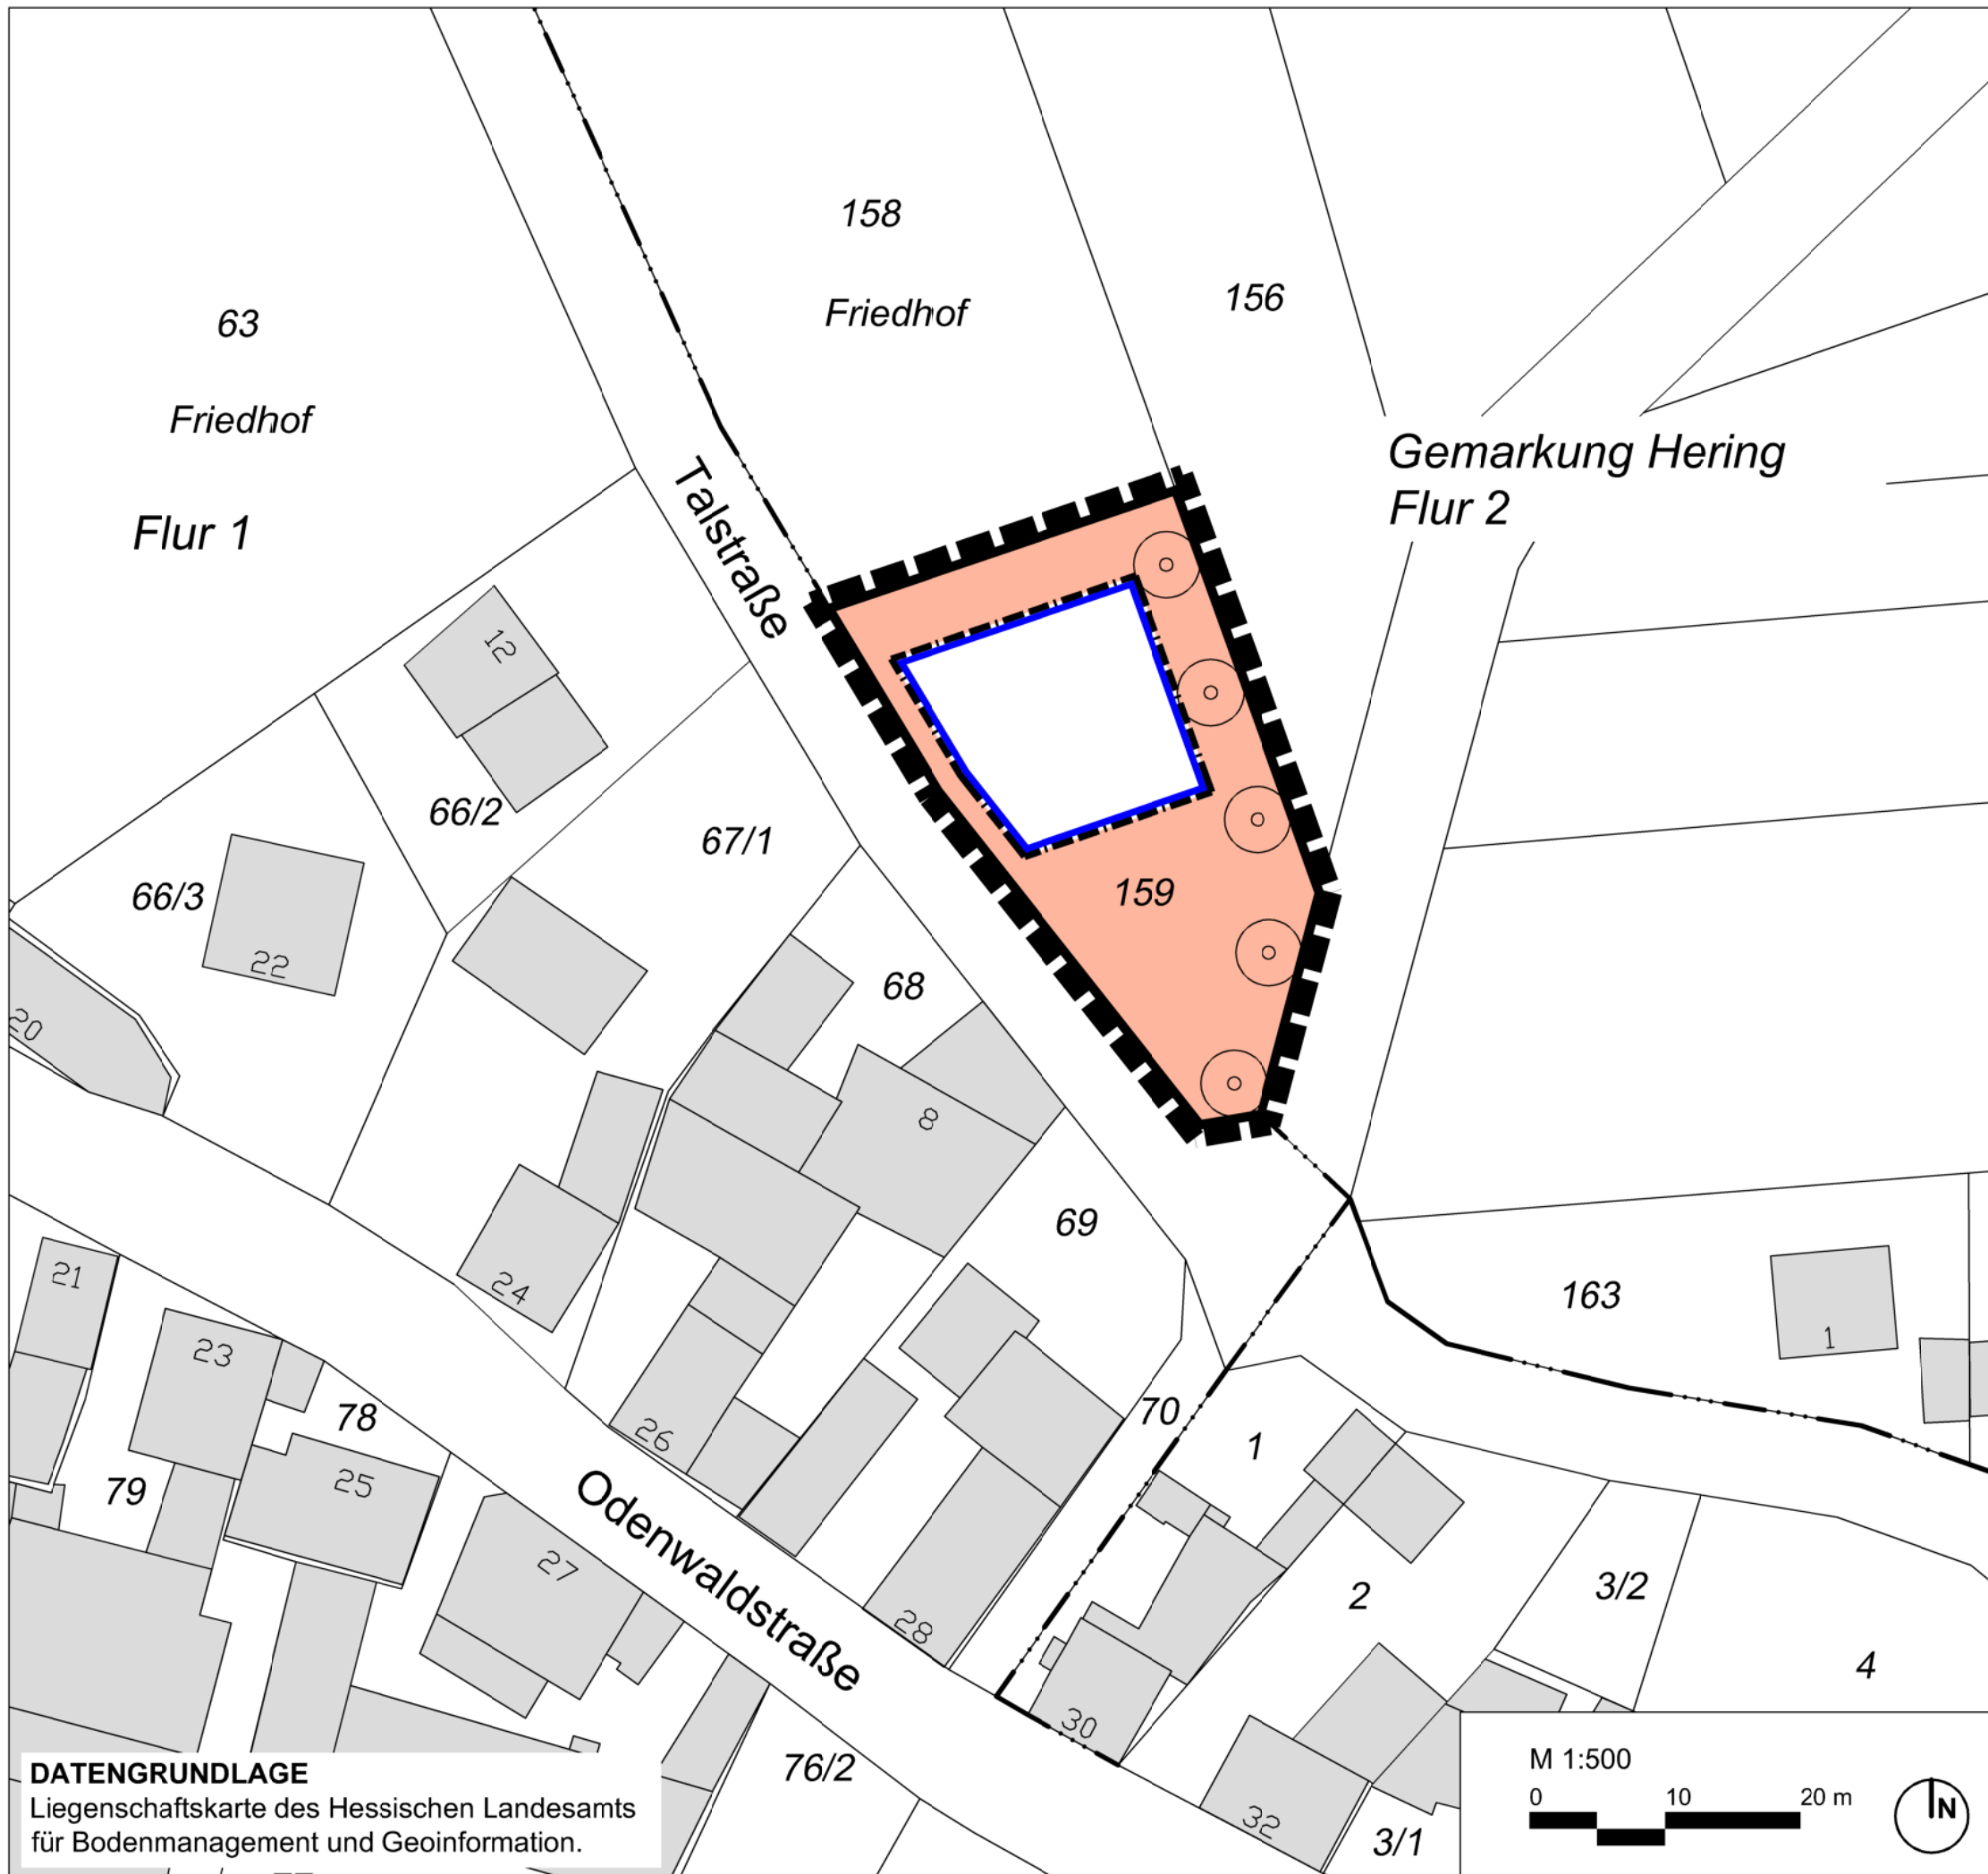 158
Friedhof
156
63
Friedhof
Gemarkung Hering
Flur 2
Flur 1
Talstraße
12
66/2
67/1
66/3
22
159
68
20
8
69
24
21
163
1
23
78
70
1
26
25
79
27
Odenwaldstraße
2
3/2
28
4
30
76/2
32
3/1
DATENGRUNDLAGE
Liegenschaftskarte des Hessischen Landesamts
für Bodenmanagement und Geoinformation.
M 1:500
0 10 20 m
N